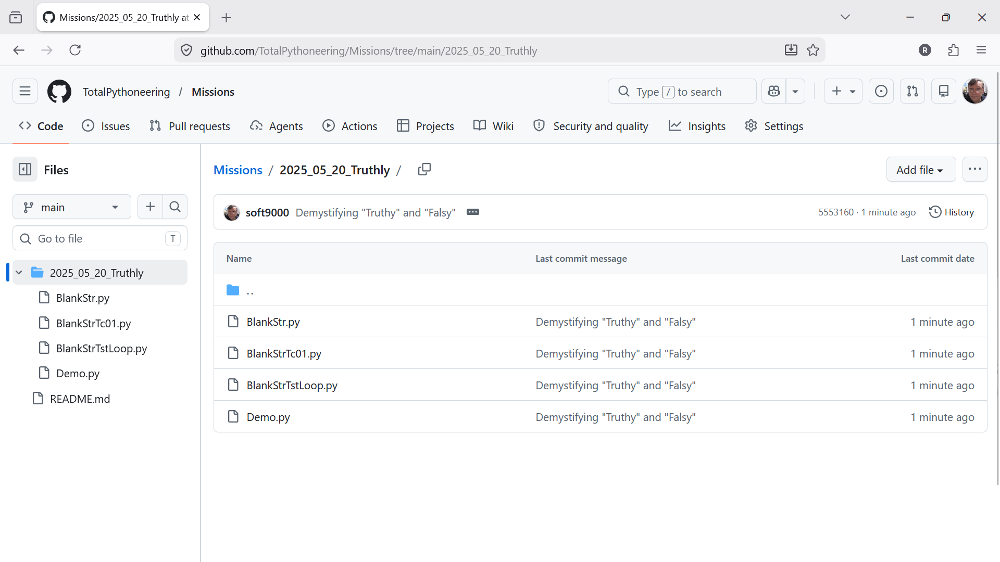 Missions/2025_05_20_Truthly at
github.com/TotalPythoneering/Missions/tree/main/2025_05_20_Truthly
R
TotalPythoneering / Missions
Type / to search
Code
Issues
Pull requests
Agents
Actions
Projects
Wiki
Security and quality
Insights
Settings
Files
main
Go to file
T
2025_05_20_Truthly
BlankStr.py
BlankStrTc01.py
BlankStrTstLoop.py
Demo.py
README.md
Missions / 2025_05_20_Truthly /
Add file
soft9000 Demystifying "Truthy" and "Falsy"
5553160 · 1 minute ago
History
Name Last commit message Last commit date
..
BlankStr.py Demystifying "Truthy" and "Falsy" 1 minute ago
BlankStrTc01.py Demystifying "Truthy" and "Falsy" 1 minute ago
BlankStrTstLoop.py Demystifying "Truthy" and "Falsy" 1 minute ago
Demo.py Demystifying "Truthy" and "Falsy" 1 minute ago